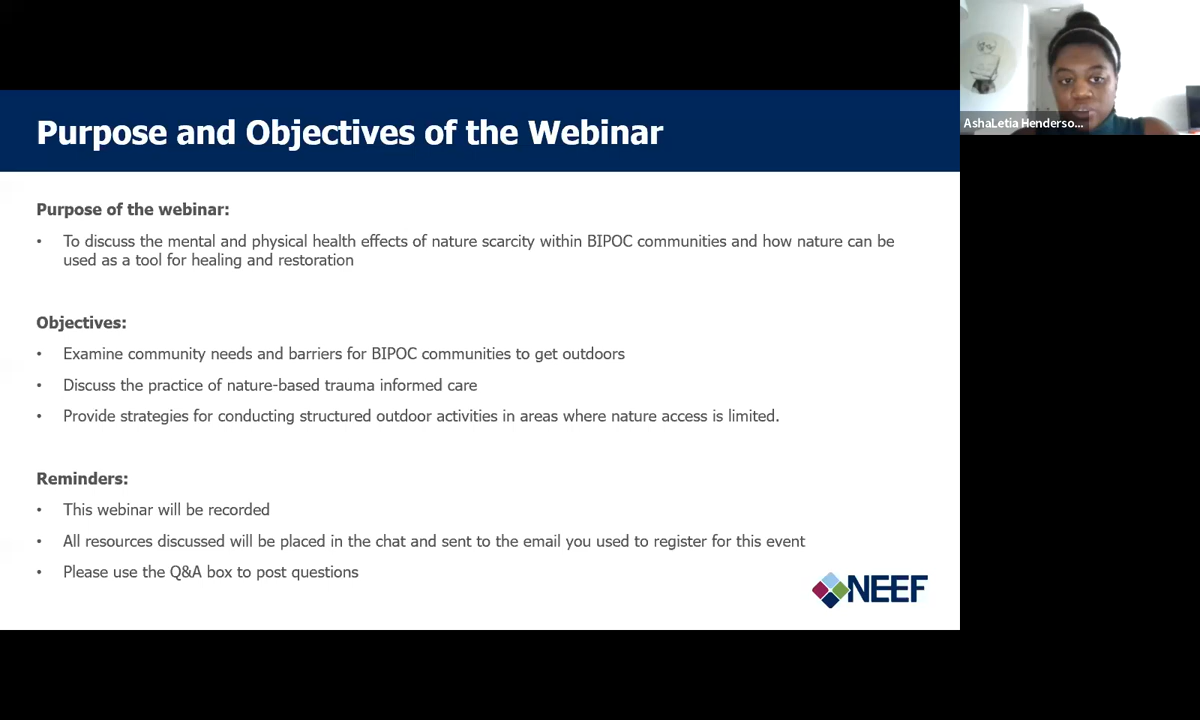 Purpose and Objectives of the Webinar
AshaLetia Henderso...
Purpose of the webinar:
• To discuss the mental and physical health effects of nature scarcity within BIPOC communities and how nature can be
used as a tool for healing and restoration
Objectives:
• Examine community needs and barriers for BIPOC communities to get outdoors
• Discuss the practice of nature-based trauma informed care
• Provide strategies for conducting structured outdoor activities in areas where nature access is limited.
Reminders:
• This webinar will be recorded
• All resources discussed will be placed in the chat and sent to the email you used to register for this event
• Please use the Q&A box to post questions
NEEF